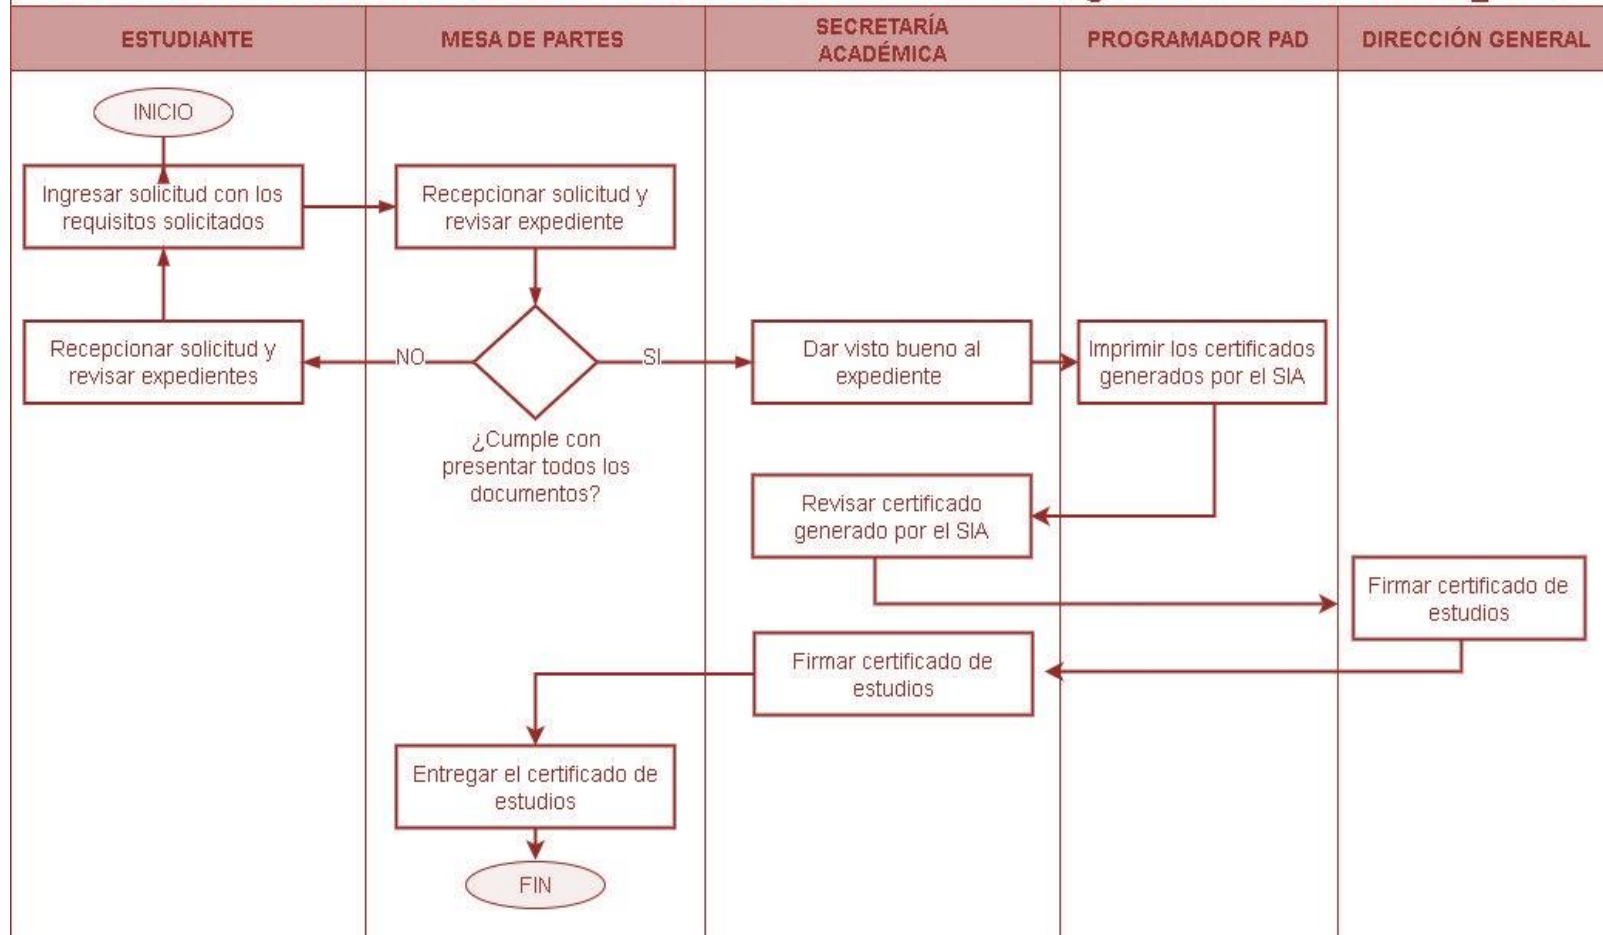 ESTUDIANTE
MESA DE PARTES
SECRETARÍA
ACADÉMICA
PROGRAMADOR PAD
DIRECCIÓN GENERAL
INICIO
Ingresar solicitud con los
requisitos solicitados
Recepcionar solicitud y
revisar expediente
Recepcionar solicitud y
revisar expedientes
NO
SI
¿Cumple con
presentar todos los
documentos?
Dar visto bueno al
expediente
Imprimir los certificados
generados por el SIA
Revisar certificado
generado por el SIA
Firmar certificado de
estudios
Firmar certificado de
estudios
Entregar el certificado de
estudios
FIN